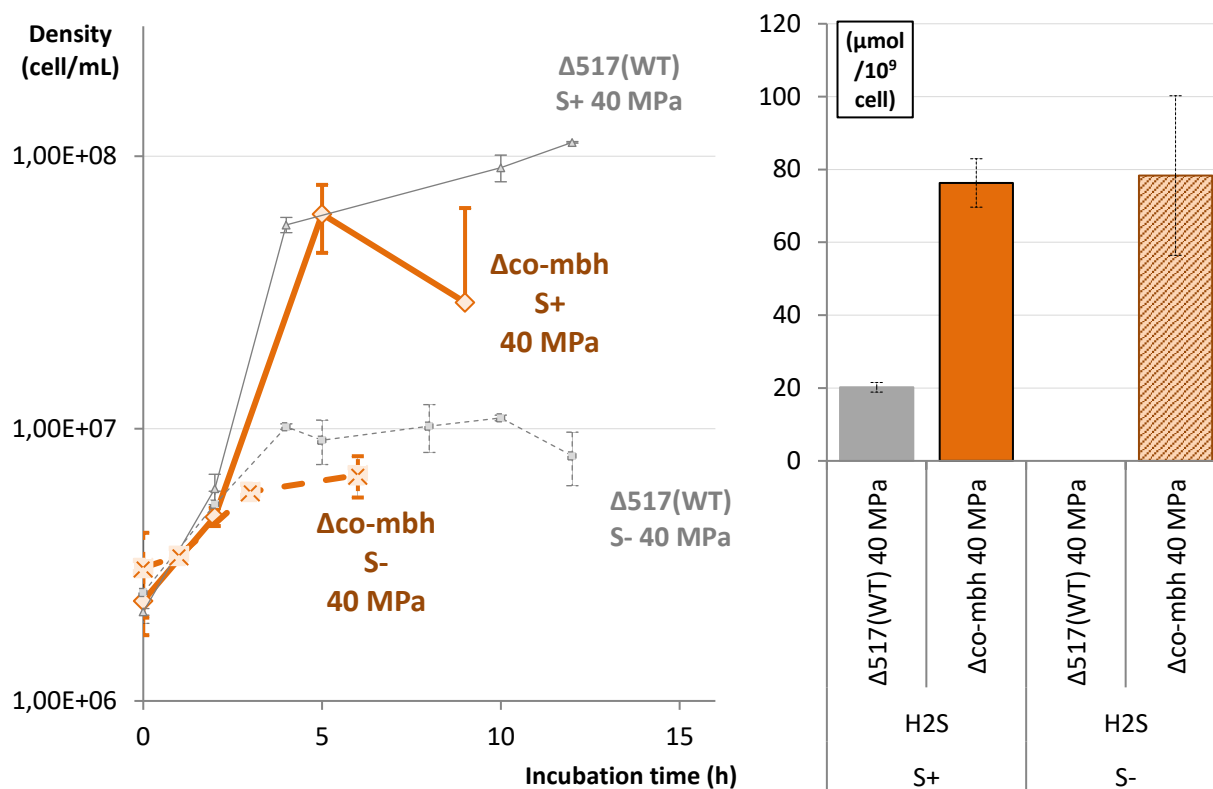 Density
(cell/mL)
1,00E+08
1,00E+07
1,00E+06
0
5
10
15
Incubation time (h)
Δ517(WT)
S+ 40 MPa
Δco-mbh
S+
40 MPa
Δco-mbh
S-
40 MPa
Δ517(WT)
S- 40 MPa
120
100
80
60
40
20
0
(µmol
/10⁹
cell)
Δ517(WT) 40 MPa
Δco-mbh 40 MPa
Δ517(WT) 40 MPa
Δco-mbh 40 MPa
H2S
H2S
S+
S-